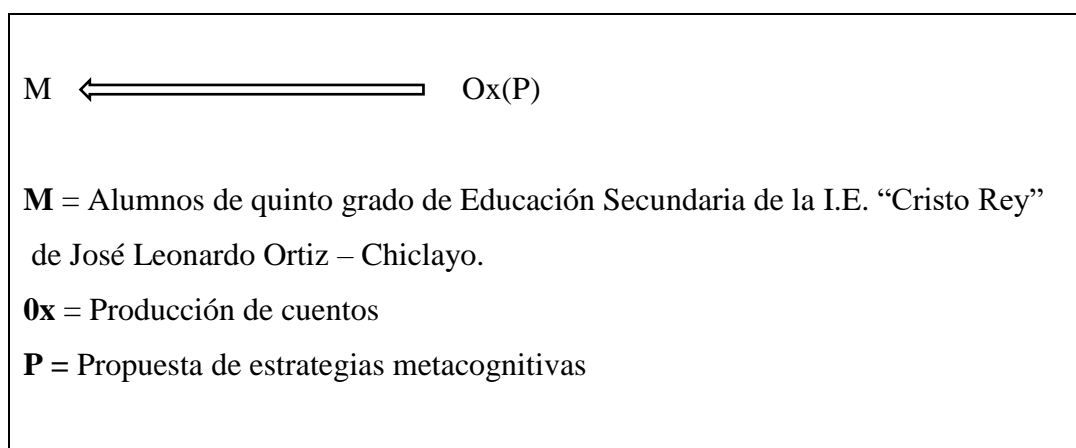 M Ox(P)
M = Alumnos de quinto grado de Educación Secundaria de la I.E. “Cristo Rey”
de José Leonardo Ortiz – Chiclayo.
0x = Producción de cuentos
P = Propuesta de estrategias metacognitivas